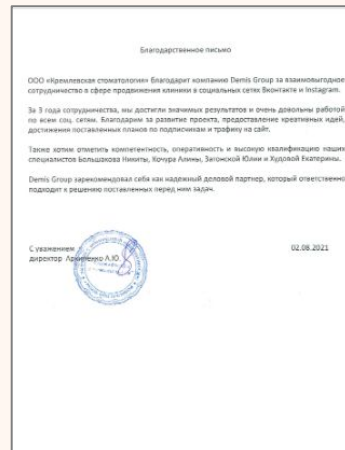 Благодарственное письмо
ООО «Кремлевская стоматология» благодарит компанию Demis Group за взаимовыгодное
сотрудничество в сфере продвижения клиники в социальных сетях Вконтакте и Instagram.
За 3 года сотрудничества, мы достигли значимых результатов и очень довольны работой
по всем соц. сетям. Благодарим за развитие проекта, предоставление креативных идей,
достижения поставленных планов по подписчикам и трафику на сайт.
Также хотим отметить компетентность, оперативность и высокую квалификацию наших
специалистов Большакова Никиты, Кочура Алины, Загонской Юлии и Худовой Екатерины.
Demis Group зарекомендовал себя как надежный деловой партнер, который ответственно
подходит к решению поставленных перед ним задач.
С уважением
02.08.2021
директор А.Ю.